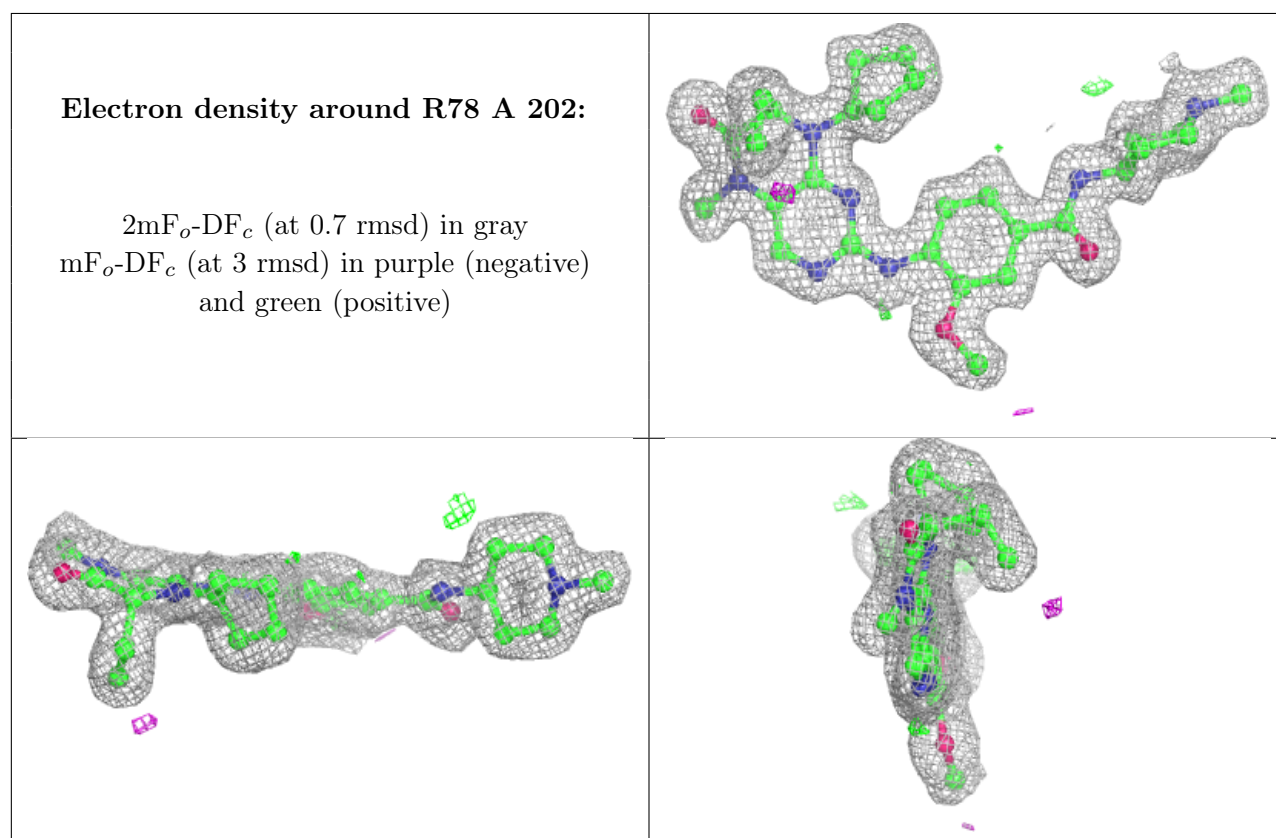 Electron density around R78 A 202:
2mFo-DFc (at 0.7 rmsd) in gray
mFo-DFc (at 3 rmsd) in purple (negative)
and green (positive)